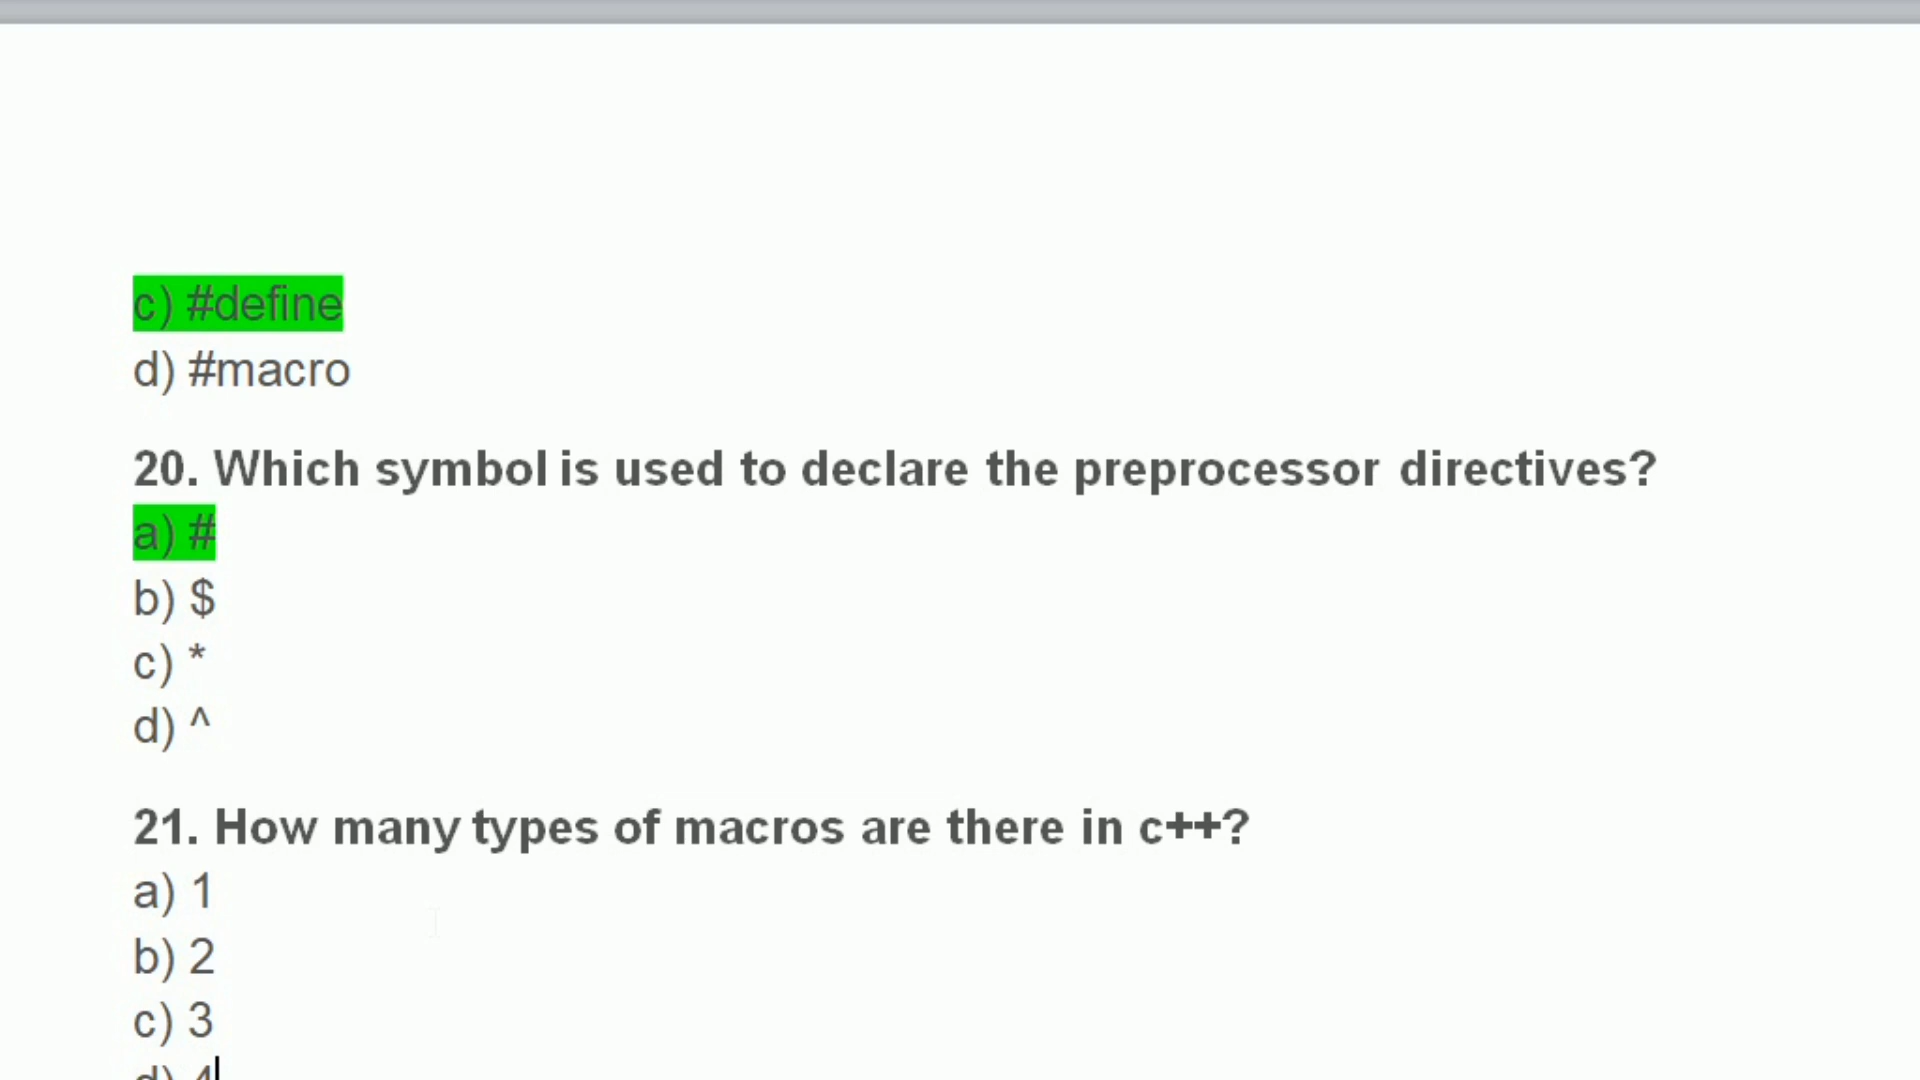 c) #define
d) #macro
20. Which symbol is used to declare the preprocessor directives?
a) #
b) $
c) *
d) ^
21. How many types of macros are there in c++?
a) 1
b) 2
c) 3
d) 4